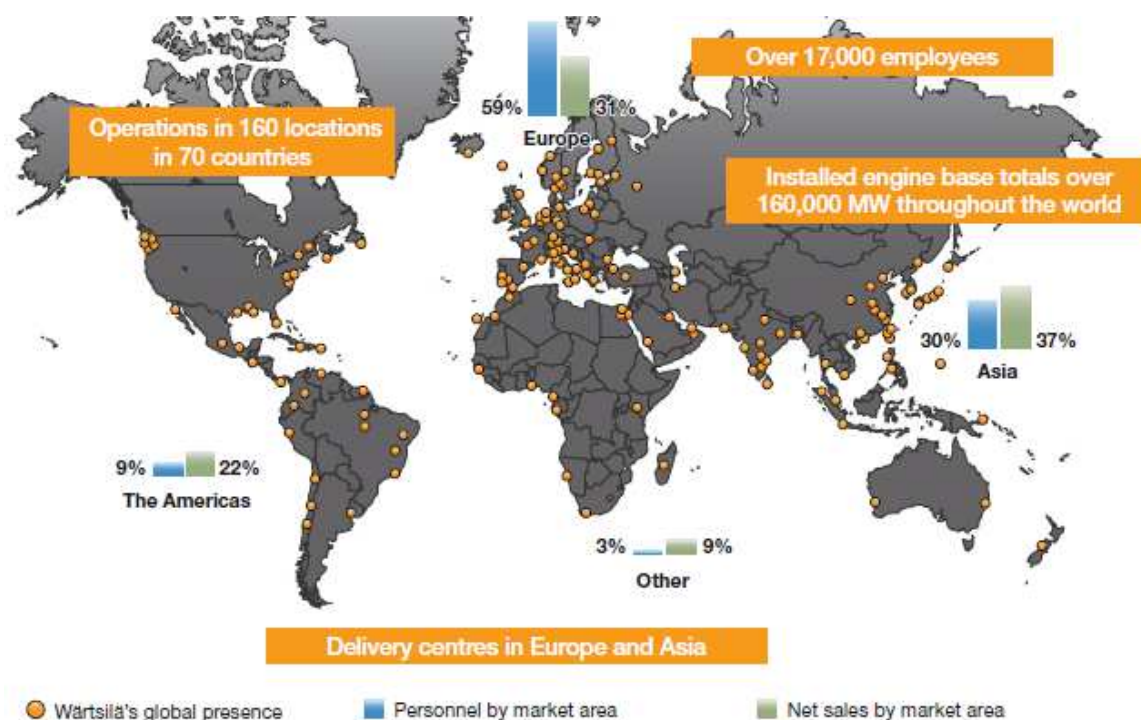 Over 17,000 employees
59%
31%
Europe
Operations in 160 locations
in 70 countries
Installed engine base totals over
160,000 MW throughout the world
30%
37%
Asia
9%
22%
The Americas
3%
9%
Other
Delivery centres in Europe and Asia
Wärtsilä's global presence
Personnel by market area
Net sales by market area